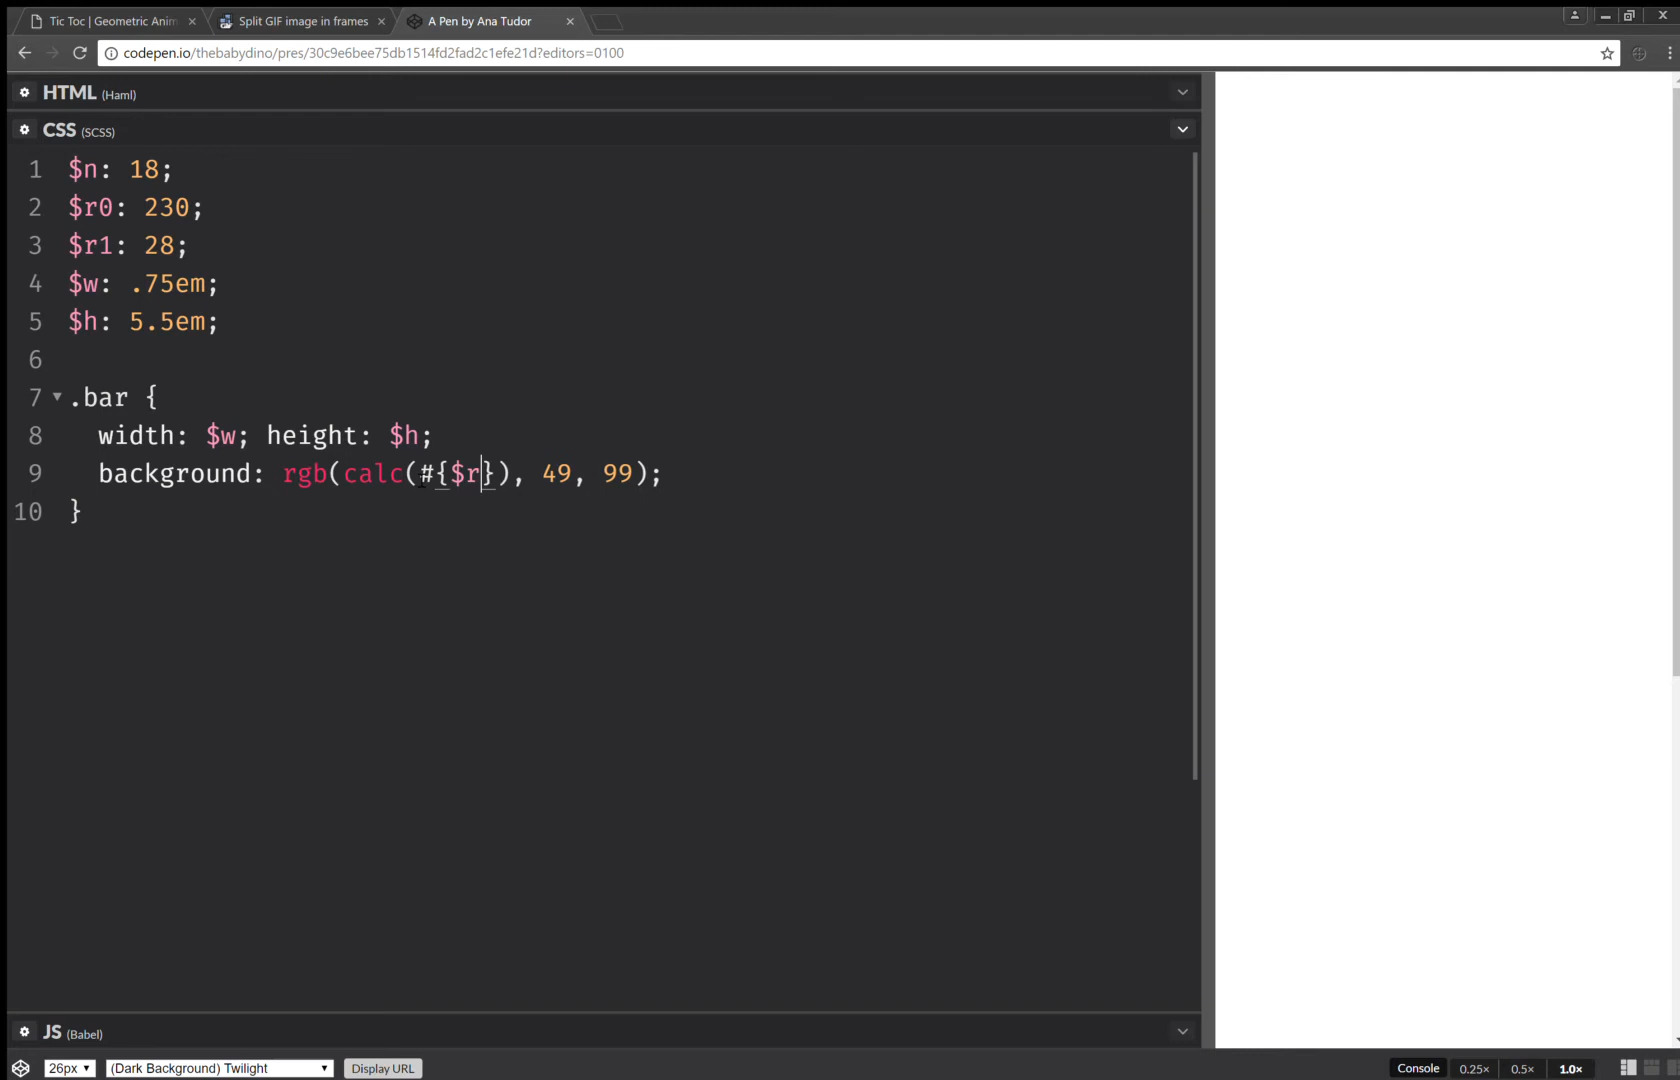 Tic Toc | Geometric Anim
Split GIF image in frames
A Pen by Ana Tudor
codepen.io/thebabydino/pres/30c9e6bee75db1514fd2fad2c1efe21d?editors=0100
HTML (Haml)
CSS (SCSS)
1 $n: 18;
2 $r0: 230;
3 $r1: 28;
4 $w: .75em;
5 $h: 5.5em;
6
7 .bar {
8 width: $w; height: $h;
9 background: rgb(calc(#{$r}), 49, 99);
10 }
JS (Babel)
26px (Dark Background) Twilight Display URL Console 0.25× 0.5× 1.0×